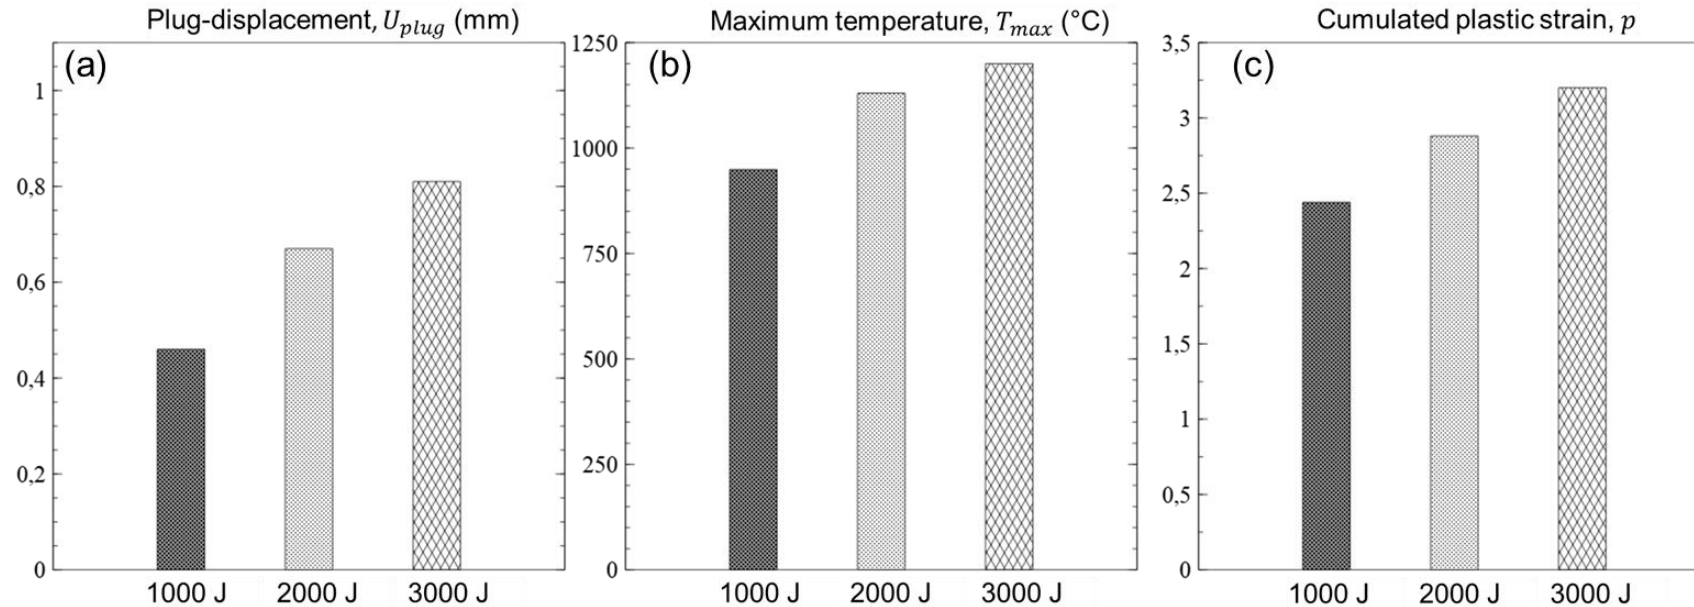 Plug-displacement, U_plug (mm)
(a)
1
0,8
0,6
0,4
0,2
0
1000 J 2000 J 3000 J
Maximum temperature, T_max (°C)
(b)
1250
1000
750
500
250
0
1000 J 2000 J 3000 J
Cumulated plastic strain, p
(c)
3,5
3
2,5
2
1,5
1
0,5
0
1000 J 2000 J 3000 J